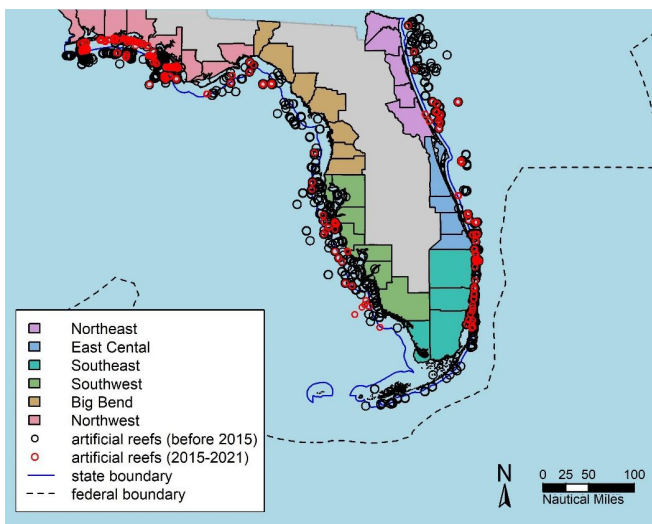 Northeast
East Cental
Southeast
Southwest
Big Bend
Northwest
artificial reefs (before 2015)
artificial reefs (2015-2021)
state boundary
federal boundary
N
0 25 50 100
Nautical Miles